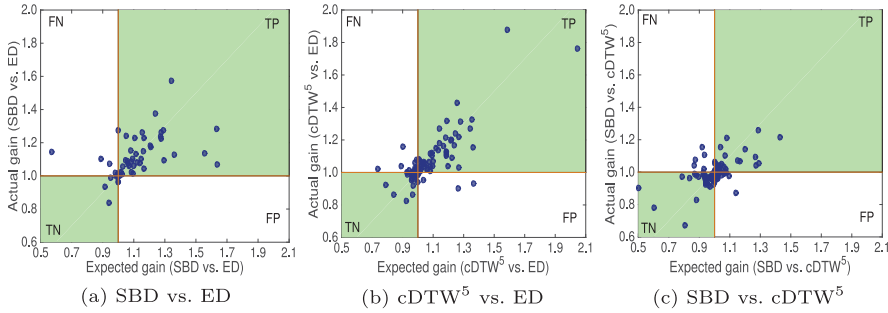 FN
TP
TN
FP
2.0
1.8
1.6
1.4
1.2
1.0
0.8
0.6
0.5 0.7 0.9 1.1 1.3 1.5 1.7 1.9 2.1
Actual gain (SBD vs. ED)
Expected gain (SBD vs. ED)
(a) SBD vs. ED
FN
TP
TN
FP
2.0
1.8
1.6
1.4
1.2
1.0
0.8
0.6
0.5 0.7 0.9 1.1 1.3 1.5 1.7 1.9 2.1
Actual gain (cDTW⁵ vs. ED)
Expected gain (cDTW⁵ vs. ED)
(b) cDTW⁵ vs. ED
FN
TP
TN
FP
2.0
1.8
1.6
1.4
1.2
1.0
0.8
0.6
0.5 0.7 0.9 1.1 1.3 1.5 1.7 1.9 2.1
Actual gain (SBD vs. cDTW⁵)
Expected gain (SBD vs. cDTW⁵)
(c) SBD vs. cDTW⁵